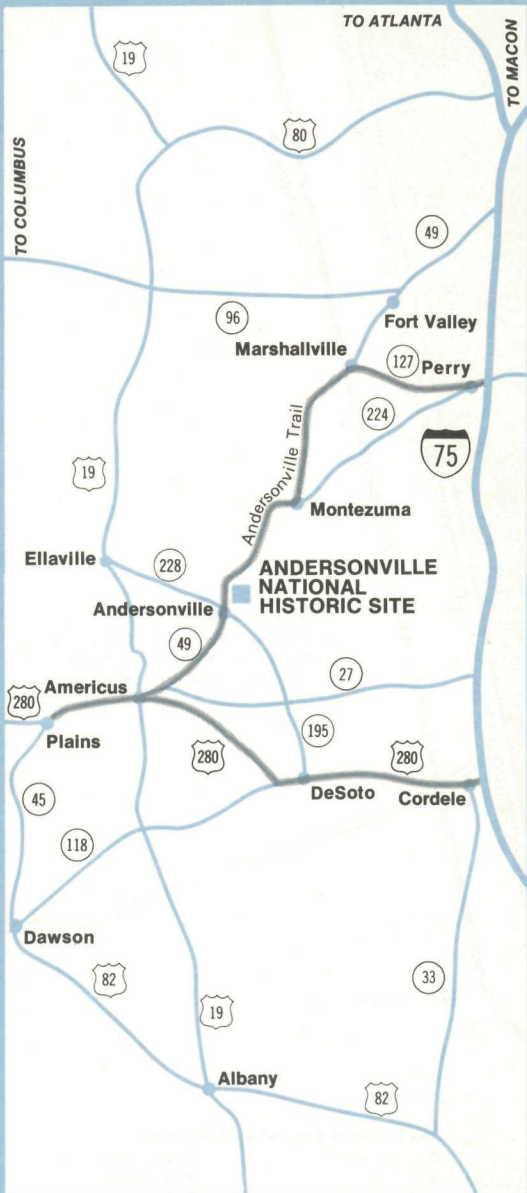 TO ATLANTA
TO MACON
19
80
TO COLUMBUS
49
96
Fort Valley
Marshallville
127
Perry
224
Andersonville Trail
75
19
Montezuma
Ellaville
228
ANDERSONVILLE
NATIONAL
HISTORIC SITE
Andersonville
49
27
280
Americus
195
Plains
280
280
DeSoto
Cordele
45
118
Dawson
33
82
19
Albany
82